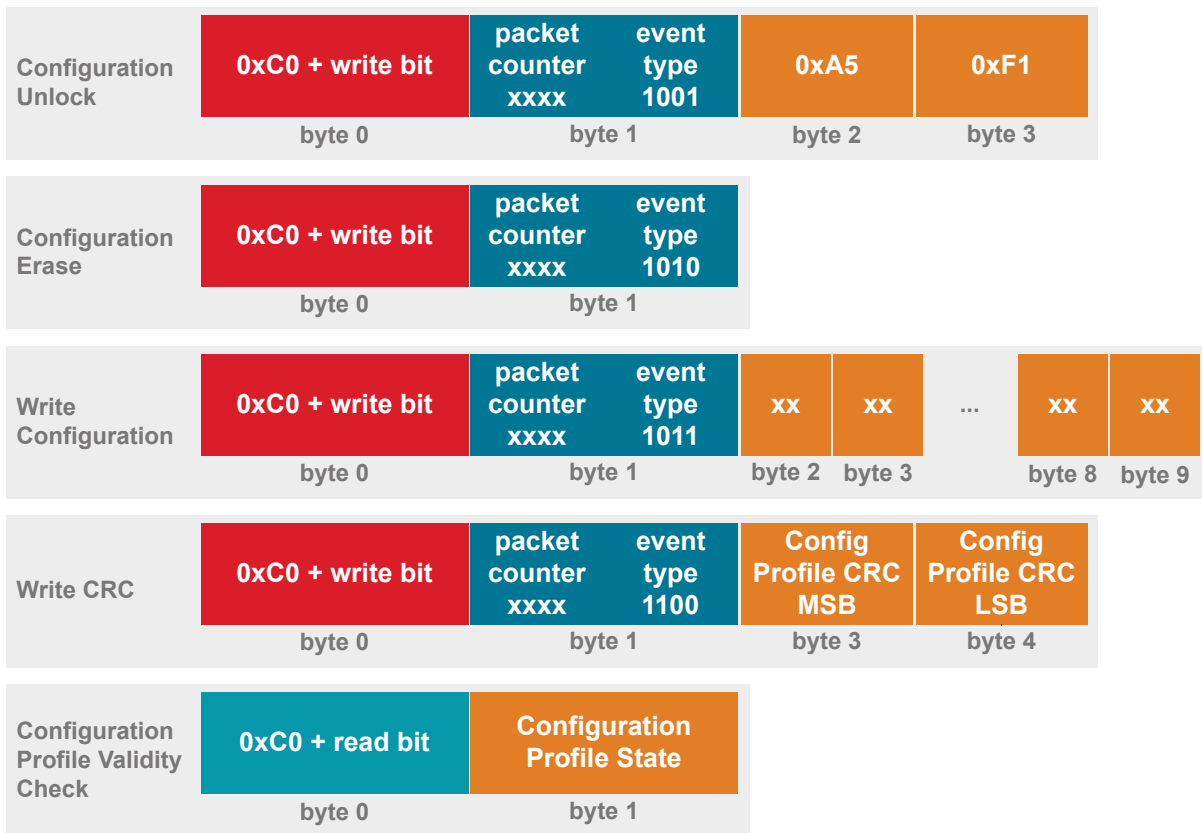 Configuration
Unlock
0xC0 + write bit
packet event
counter type
xxxx 1001
0xA5
0xF1
byte 0
byte 1
byte 2
byte 3
Configuration
Erase
0xC0 + write bit
packet event
counter type
xxxx 1010
byte 0
byte 1
Write
Configuration
0xC0 + write bit
packet event
counter type
xxxx 1011
xx
xx
...
xx
xx
byte 0
byte 1
byte 2
byte 3
byte 8
byte 9
Write CRC
0xC0 + write bit
packet event
counter type
xxxx 1100
Config
Profile CRC
MSB
Config
Profile CRC
LSB
byte 0
byte 1
byte 3
byte 4
Configuration
Profile Validity
Check
0xC0 + read bit
Configuration
Profile State
byte 0
byte 1